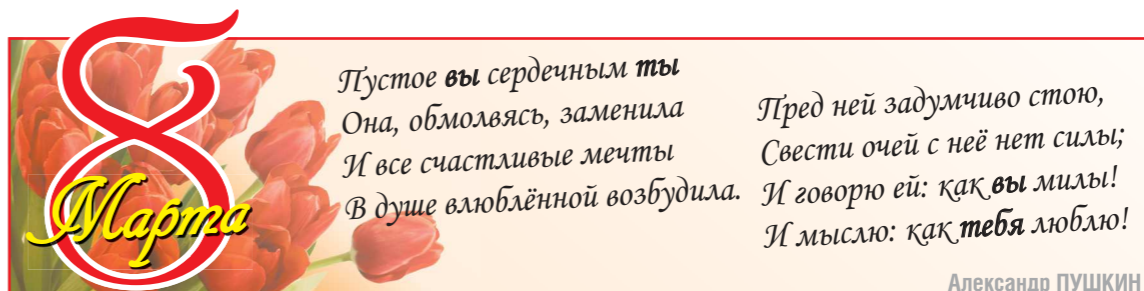 8
Марта
Пустое вы сердечным ты
Она, обмолвясь, заменила
И все счастливые мечты
В душе влюблённой возбудила.
Пред ней задумчиво стою,
Свести очей с неё нет силы;
И говорю ей: как вы милы!
И мыслю: как тебя люблю!
Александр ПУШКИН